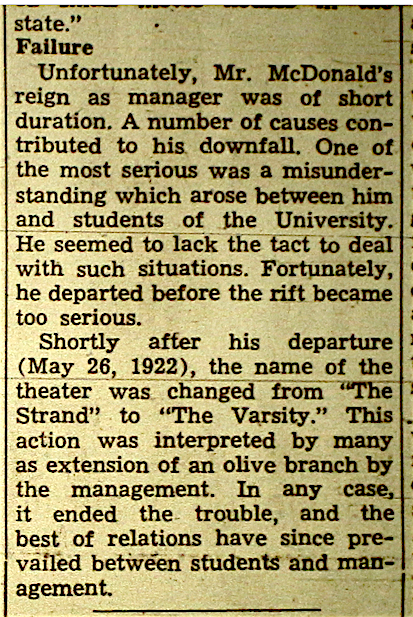 state.”
Failure
Unfortunately, Mr. McDonald's
reign as manager was of short
duration. A number of causes con-
tributed to his downfall. One of
the most serious was a misunder-
standing which arose between him
and students of the University.
He seemed to lack the tact to deal
with such situations. Fortunately,
he departed before the rift became
too serious.
Shortly after his departure
(May 26, 1922), the name of the
theater was changed from “The
Strand” to “The Varsity.” This
action was interpreted by many
as extension of an olive branch by
the management. In any case,
it ended the trouble, and the
best of relations have since pre-
vailed between students and man-
agement.